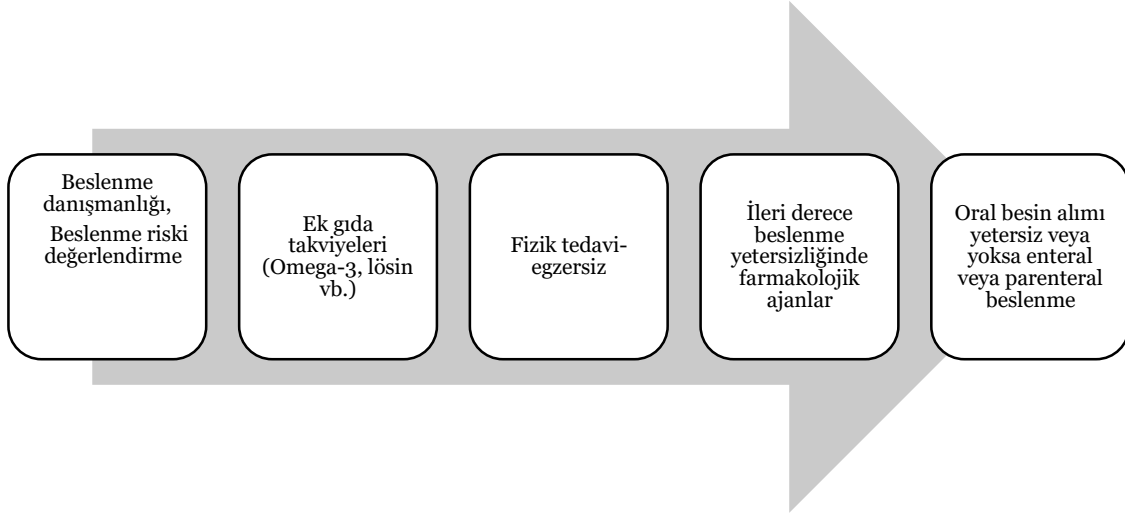 Beslenme
danışmanlığı,
Beslenme riski
değerlendirme
Ek gıda
takviyeleri
(Omega-3, lösin
vb.)
Fizik tedavi-
egzersiz
İleri derece
beslenme
yetersizliğinde
farmakolojik
ajanlar
Oral besin alımı
yetersiz veya
yoksa enteral
veya parenteral
beslenme